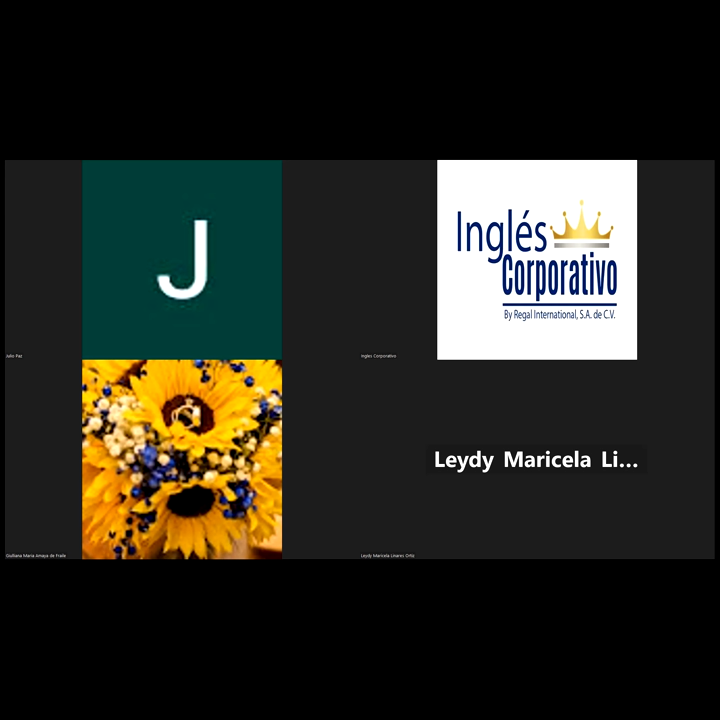 J
Inglés
Corporativo
By Regal International, S.A. de C.V.
Julio Paz
Ingles Corporativo
Leydy Maricela Li...
Giulliana Maria Amaya de Fraile
Leydy Maricela Linares Ortiz